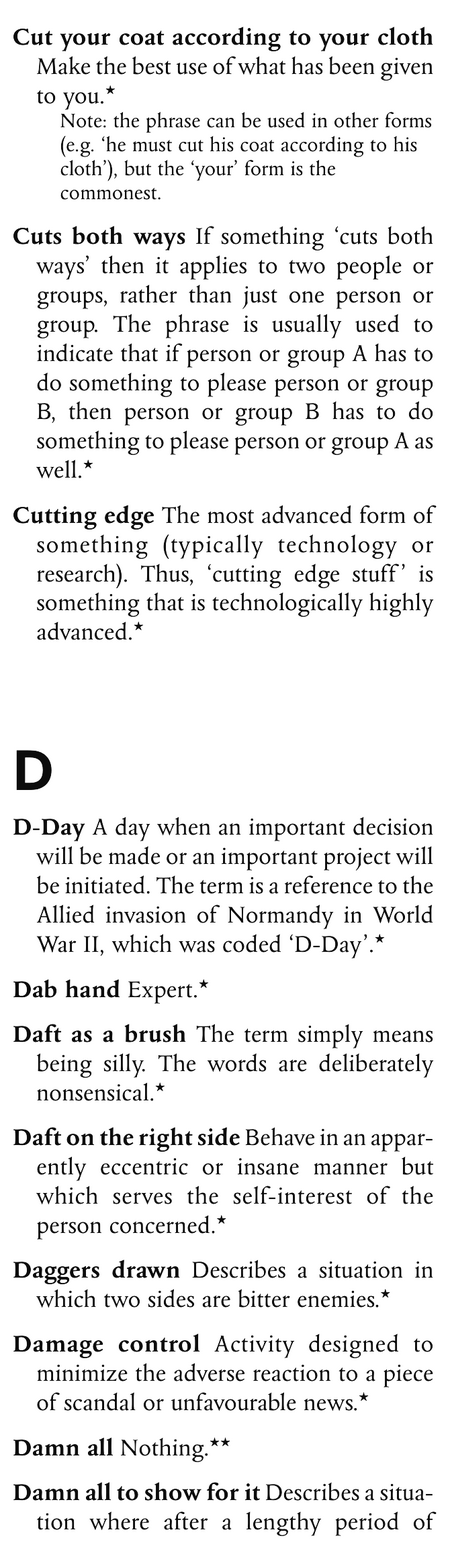 Cut your coat according to your cloth
Make the best use of what has been given
to you.★
Note: the phrase can be used in other forms
(e.g. ‘he must cut his coat according to his
cloth’), but the ‘your’ form is the
commonest.
Cuts both ways If something ‘cuts both
ways’ then it applies to two people or
groups, rather than just one person or
group. The phrase is usually used to
indicate that if person or group A has to
do something to please person or group
B, then person or group B has to do
something to please person or group A as
well.★
Cutting edge The most advanced form of
something (typically technology or
research). Thus, ‘cutting edge stuff’ is
something that is technologically highly
advanced.★
D
D-Day A day when an important decision
will be made or an important project will
be initiated. The term is a reference to the
Allied invasion of Normandy in World
War II, which was coded ‘D-Day’.★
Dab hand Expert.★
Daft as a brush The term simply means
being silly. The words are deliberately
nonsensical.★
Daft on the right side Behave in an appar-
ently eccentric or insane manner but
which serves the self-interest of the
person concerned.★
Daggers drawn Describes a situation in
which two sides are bitter enemies.★
Damage control Activity designed to
minimize the adverse reaction to a piece
of scandal or unfavourable news.★
Damn all Nothing.★★
Damn all to show for it Describes a situa-
tion where after a lengthy period of